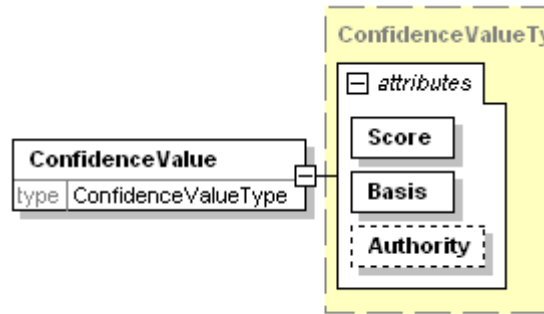 ConfidenceValueTy
attributes
Score
ConfidenceValue
type ConfidenceValueType
Basis
Authority